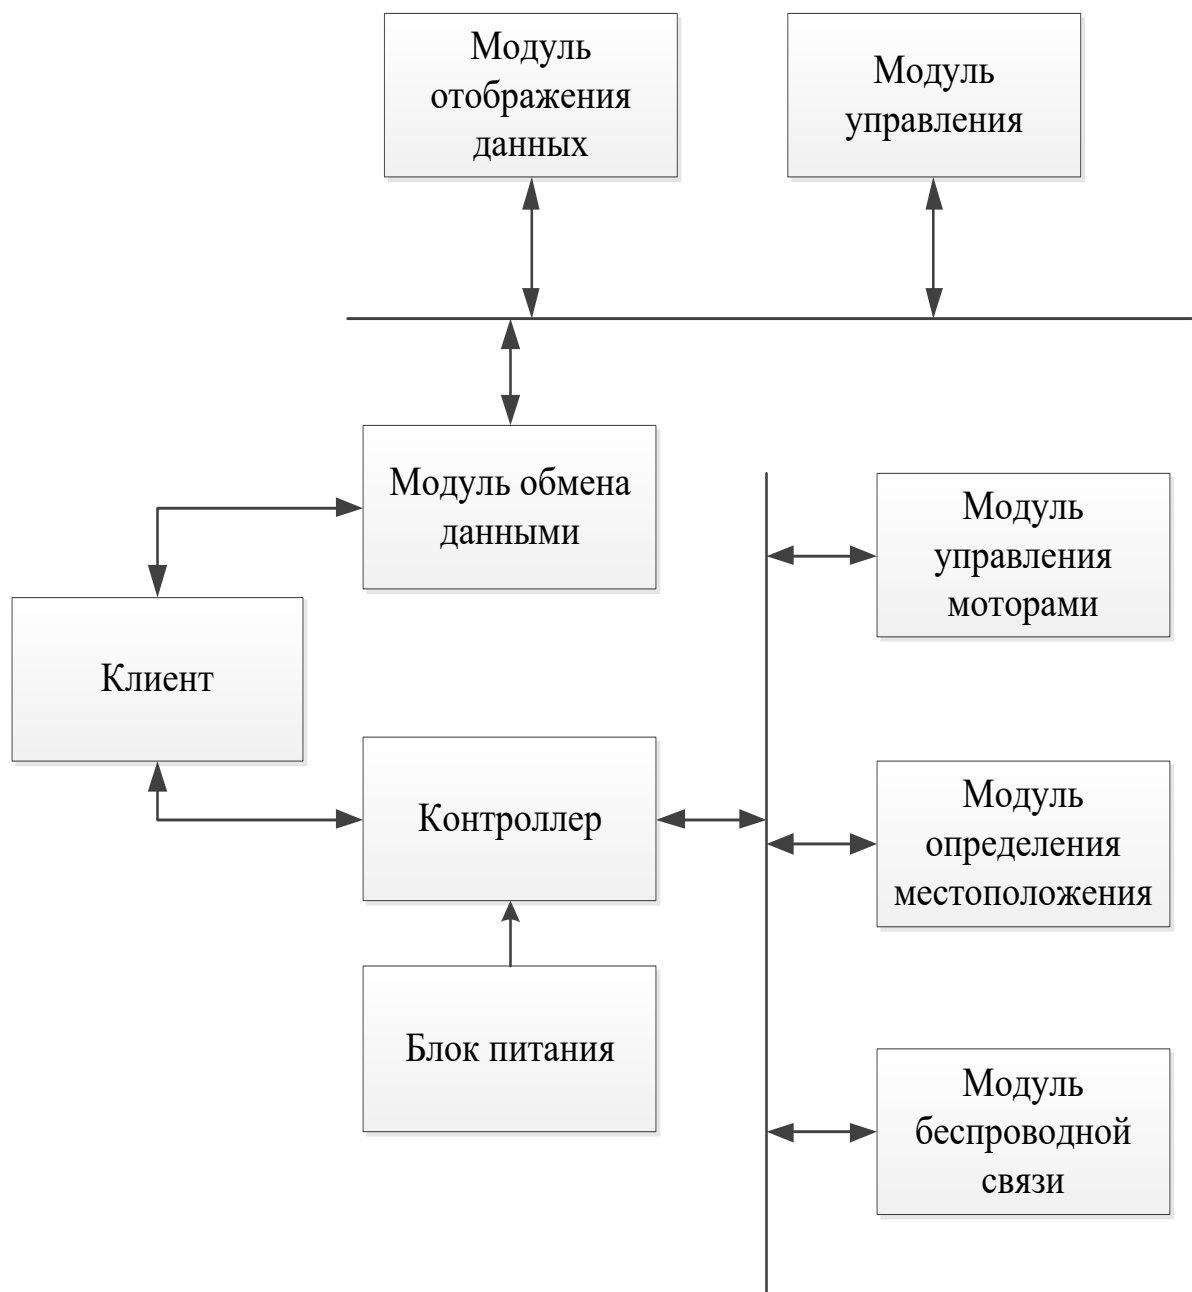 Модуль
отображения
данных
Модуль
управления
Модуль обмена
данными
Модуль
управления
моторами
Клиент
Контроллер
Модуль
определения
местоположения
Блок питания
Модуль
беспроводной
связи